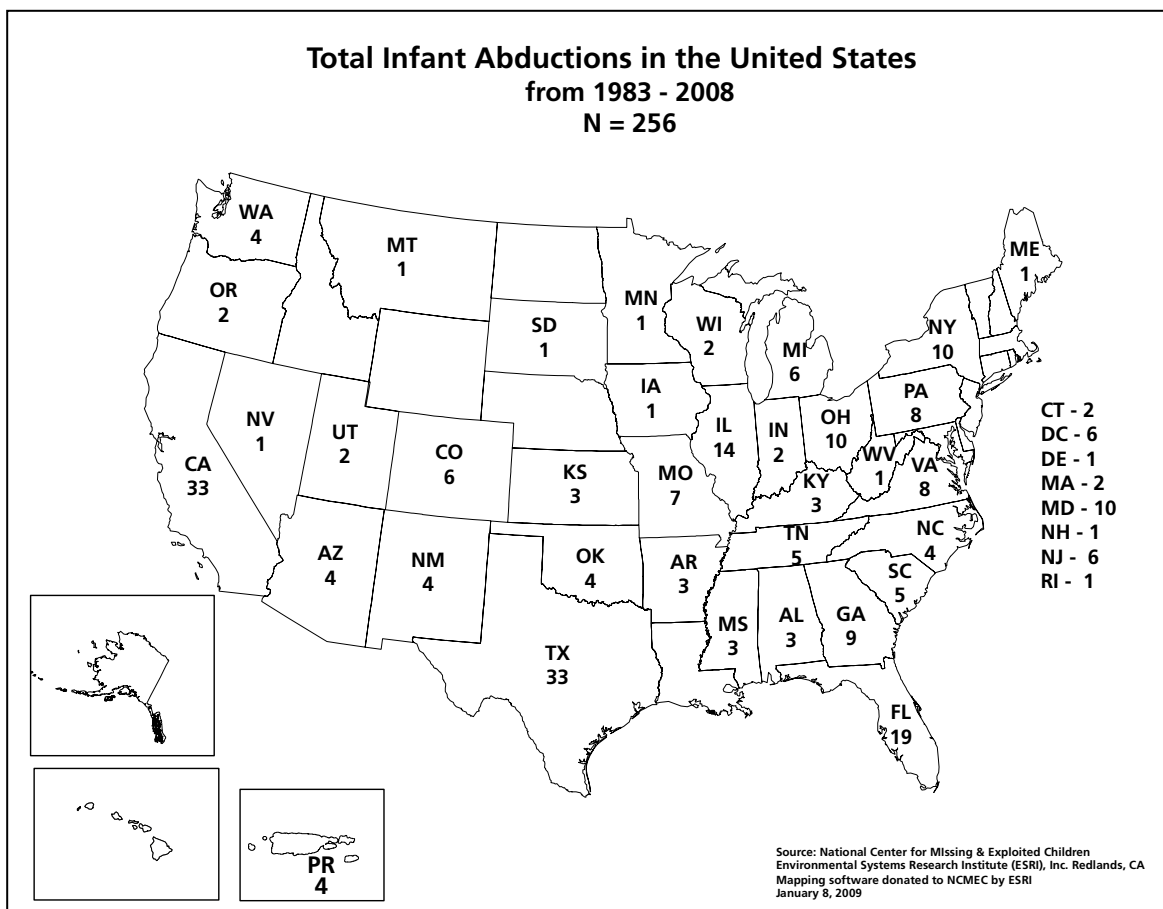 Total Infant Abductions in the United States
from 1983 - 2008
N = 256
WA
4
MT
1
ME
1
OR
2
MN
1
SD
1
WI
2
NY
10
MI
6
IA
1
PA
8
NV
1
UT
2
CO
6
CA
33
KS
3
MO
7
IL
14
IN
2
OH
10
WV
1
VA
8
KY
3
CT - 2
DC - 6
DE - 1
MA - 2
MD - 10
NH - 1
NJ - 6
RI - 1
AZ
4
NM
4
OK
4
AR
3
TN
5
NC
4
SC
5
MS
3
AL
3
GA
9
TX
33
FL
19
PR
4
Source: National Center for MIssing & Exploited Children
Environmental Systems Research Institute (ESRI), Inc. Redlands, CA
Mapping software donated to NCMEC by ESRI
January 8, 2009